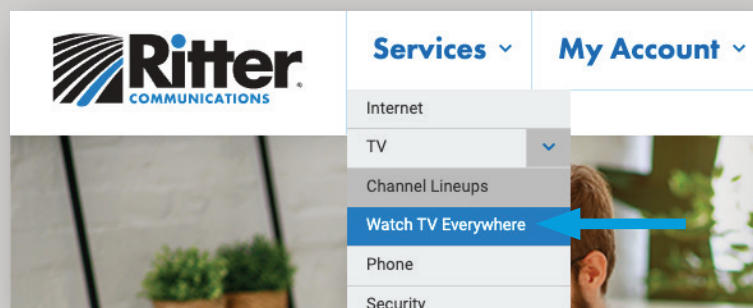 Ritter
COMMUNICATIONS
Services
My Account
Internet
TV
Channel Lineups
Watch TV Everywhere
Phone
Security